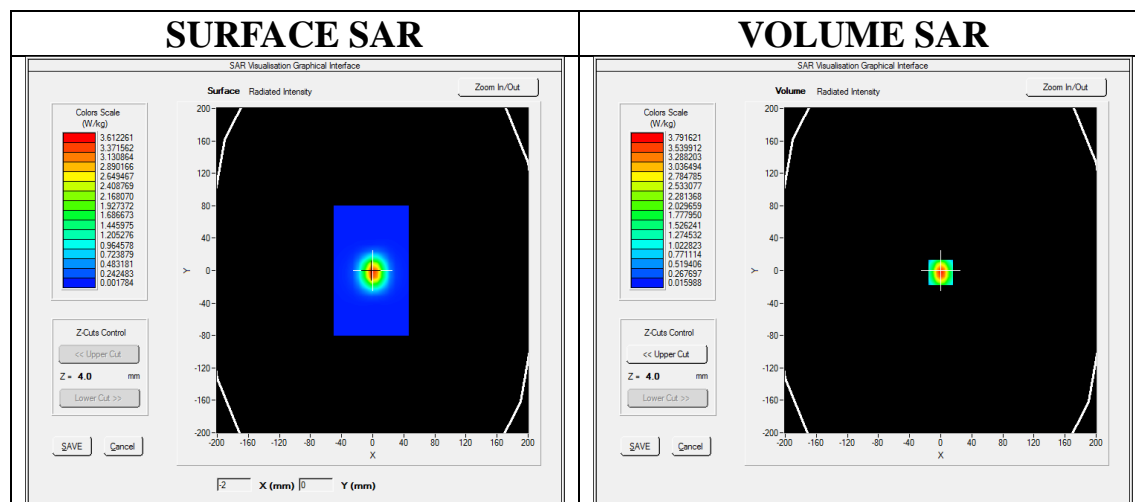 SURFACE SAR
VOLUME SAR
SAR Visualisation Graphical Interface
Surface Radiated Intensity
Zoom In/Out
Colors Scale
(W/kg)
3.612261
3.371562
3.130864
2.890166
2.649467
2.408769
2.168070
1.927372
1.686673
1.445975
1.205276
0.964578
0.723879
0.483181
0.242483
0.001784
200
160
120
80
40
0
-40
-80
-120
-160
-200
Y
-200 -160 -120 -80 -40 0 40 80 120 160 200
X
Z-Cuts Control
<< Upper Cut
Z = 4.0 mm
Lower Cut >>
SAVE Cancel
-2 X (mm) 0 Y (mm)
SAR Visualisation Graphical Interface
Volume Radiated Intensity
Zoom In/Out
Colors Scale
(W/kg)
3.791621
3.539912
3.288203
3.036494
2.784785
2.533077
2.281368
2.029659
1.777950
1.526241
1.274532
1.022823
0.771114
0.519406
0.267697
0.015988
200
160
120
80
40
0
-40
-80
-120
-160
-200
Y
-200 -160 -120 -80 -40 0 40 80 120 160 200
X
Z-Cuts Control
<< Upper Cut
Z = 4.0 mm
Lower Cut >>
SAVE Cancel